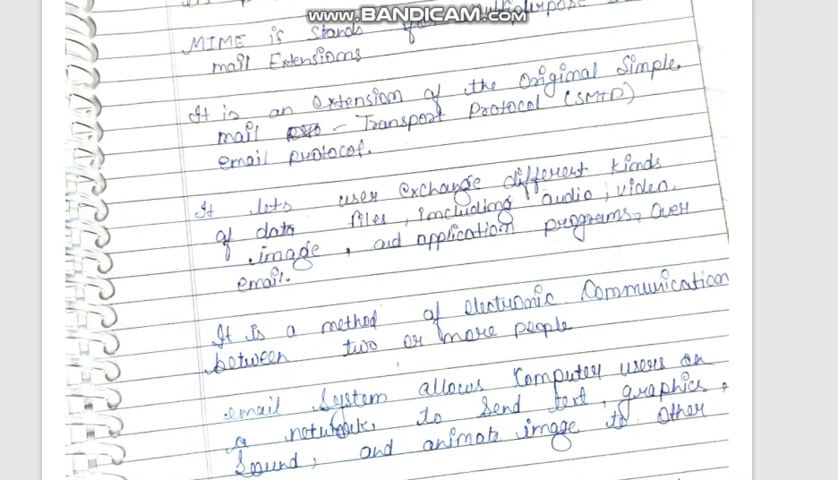 www.BANDICAM.com
MIME is stands
mail Extensions
It is an extension of the original Simple
mail - Transport Protocol (SMTP)
email protocol.
It lets user exchange different kinds
of data files, including audio, video,
image, and application programs, over
email.
It is a method of electronic communication
between two or more people
email system allows computer users on
a network to send text, graphics,
sound, and animate image to other